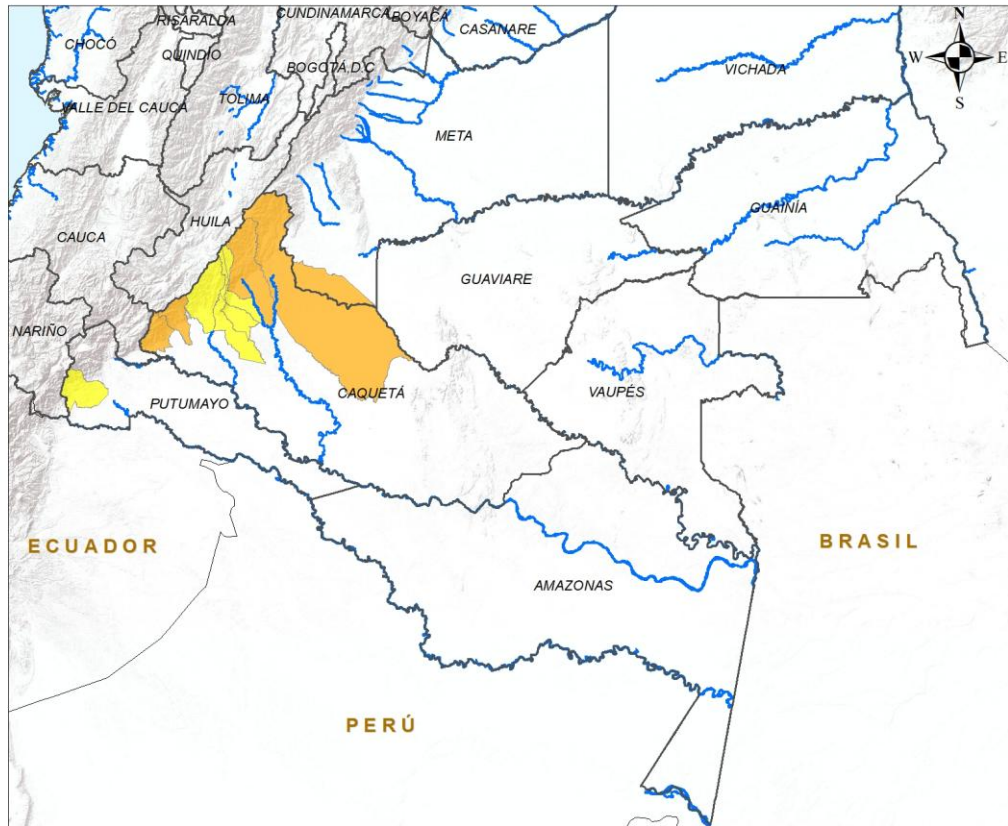 CUNDINAMARCA
BOYACÁ
RISARALDA
CASANARE
N
CHOCÓ
QUINDÍO
BOGOTÁ D.C
W
E
VICHADA
S
TOLIMA
VALLE DEL CAUCA
META
GUAINÍA
HUILA
CAUCA
GUAVIARE
NARIÑO
CAQUETÁ
VAUPÉS
PUTUMAYO
ECUADOR
BRASIL
AMAZONAS
PERÚ